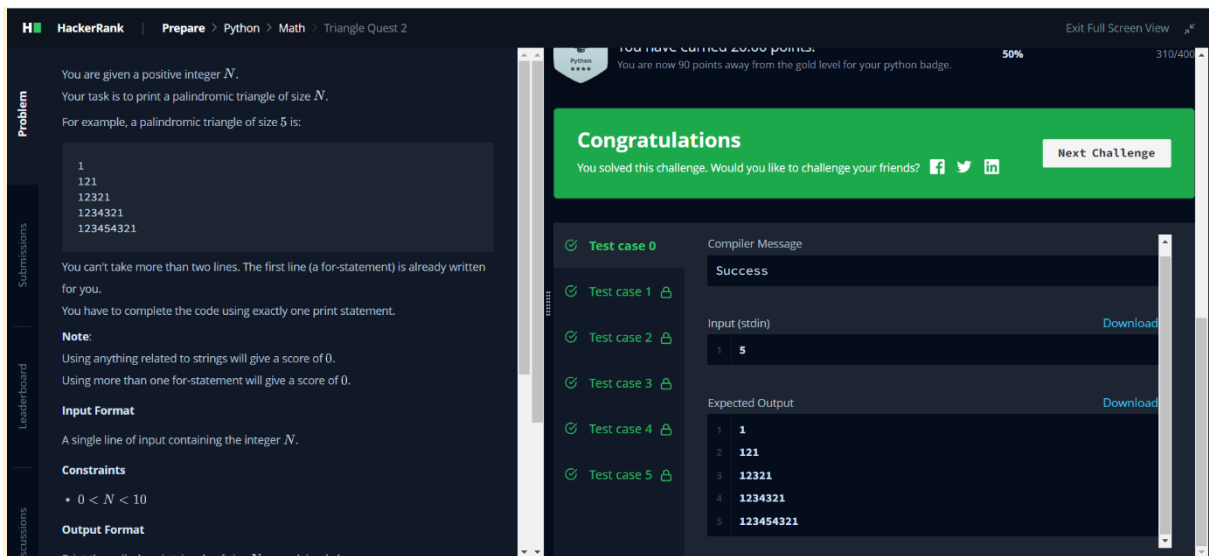 HackerRank | Prepare > Python > Math > Triangle Quest 2
Exit Full Screen View
Problem
Submissions
Leaderboard
You are given a positive integer N.
Your task is to print a palindromic triangle of size N.
For example, a palindromic triangle of size 5 is:
1
121
12321
1234321
123454321
You can't take more than two lines. The first line (a for-statement) is already written
for you.
You have to complete the code using exactly one print statement.
Note:
Using anything related to strings will give a score of 0.
Using more than one for-statement will give a score of 0.
Input Format
A single line of input containing the integer N.
Constraints
• 0 < N < 10
Output Format
Python
You have earned 20.00 points!
You are now 90 points away from the gold level for your python badge.
50%
310/400
Congratulations
You solved this challenge. Would you like to challenge your friends?
Next Challenge
Test case 0
Test case 1
Test case 2
Test case 3
Test case 4
Test case 5
Compiler Message
Success
Input (stdin)
Download
1 5
Expected Output
Download
1 1
2 121
3 12321
4 1234321
5 123454321